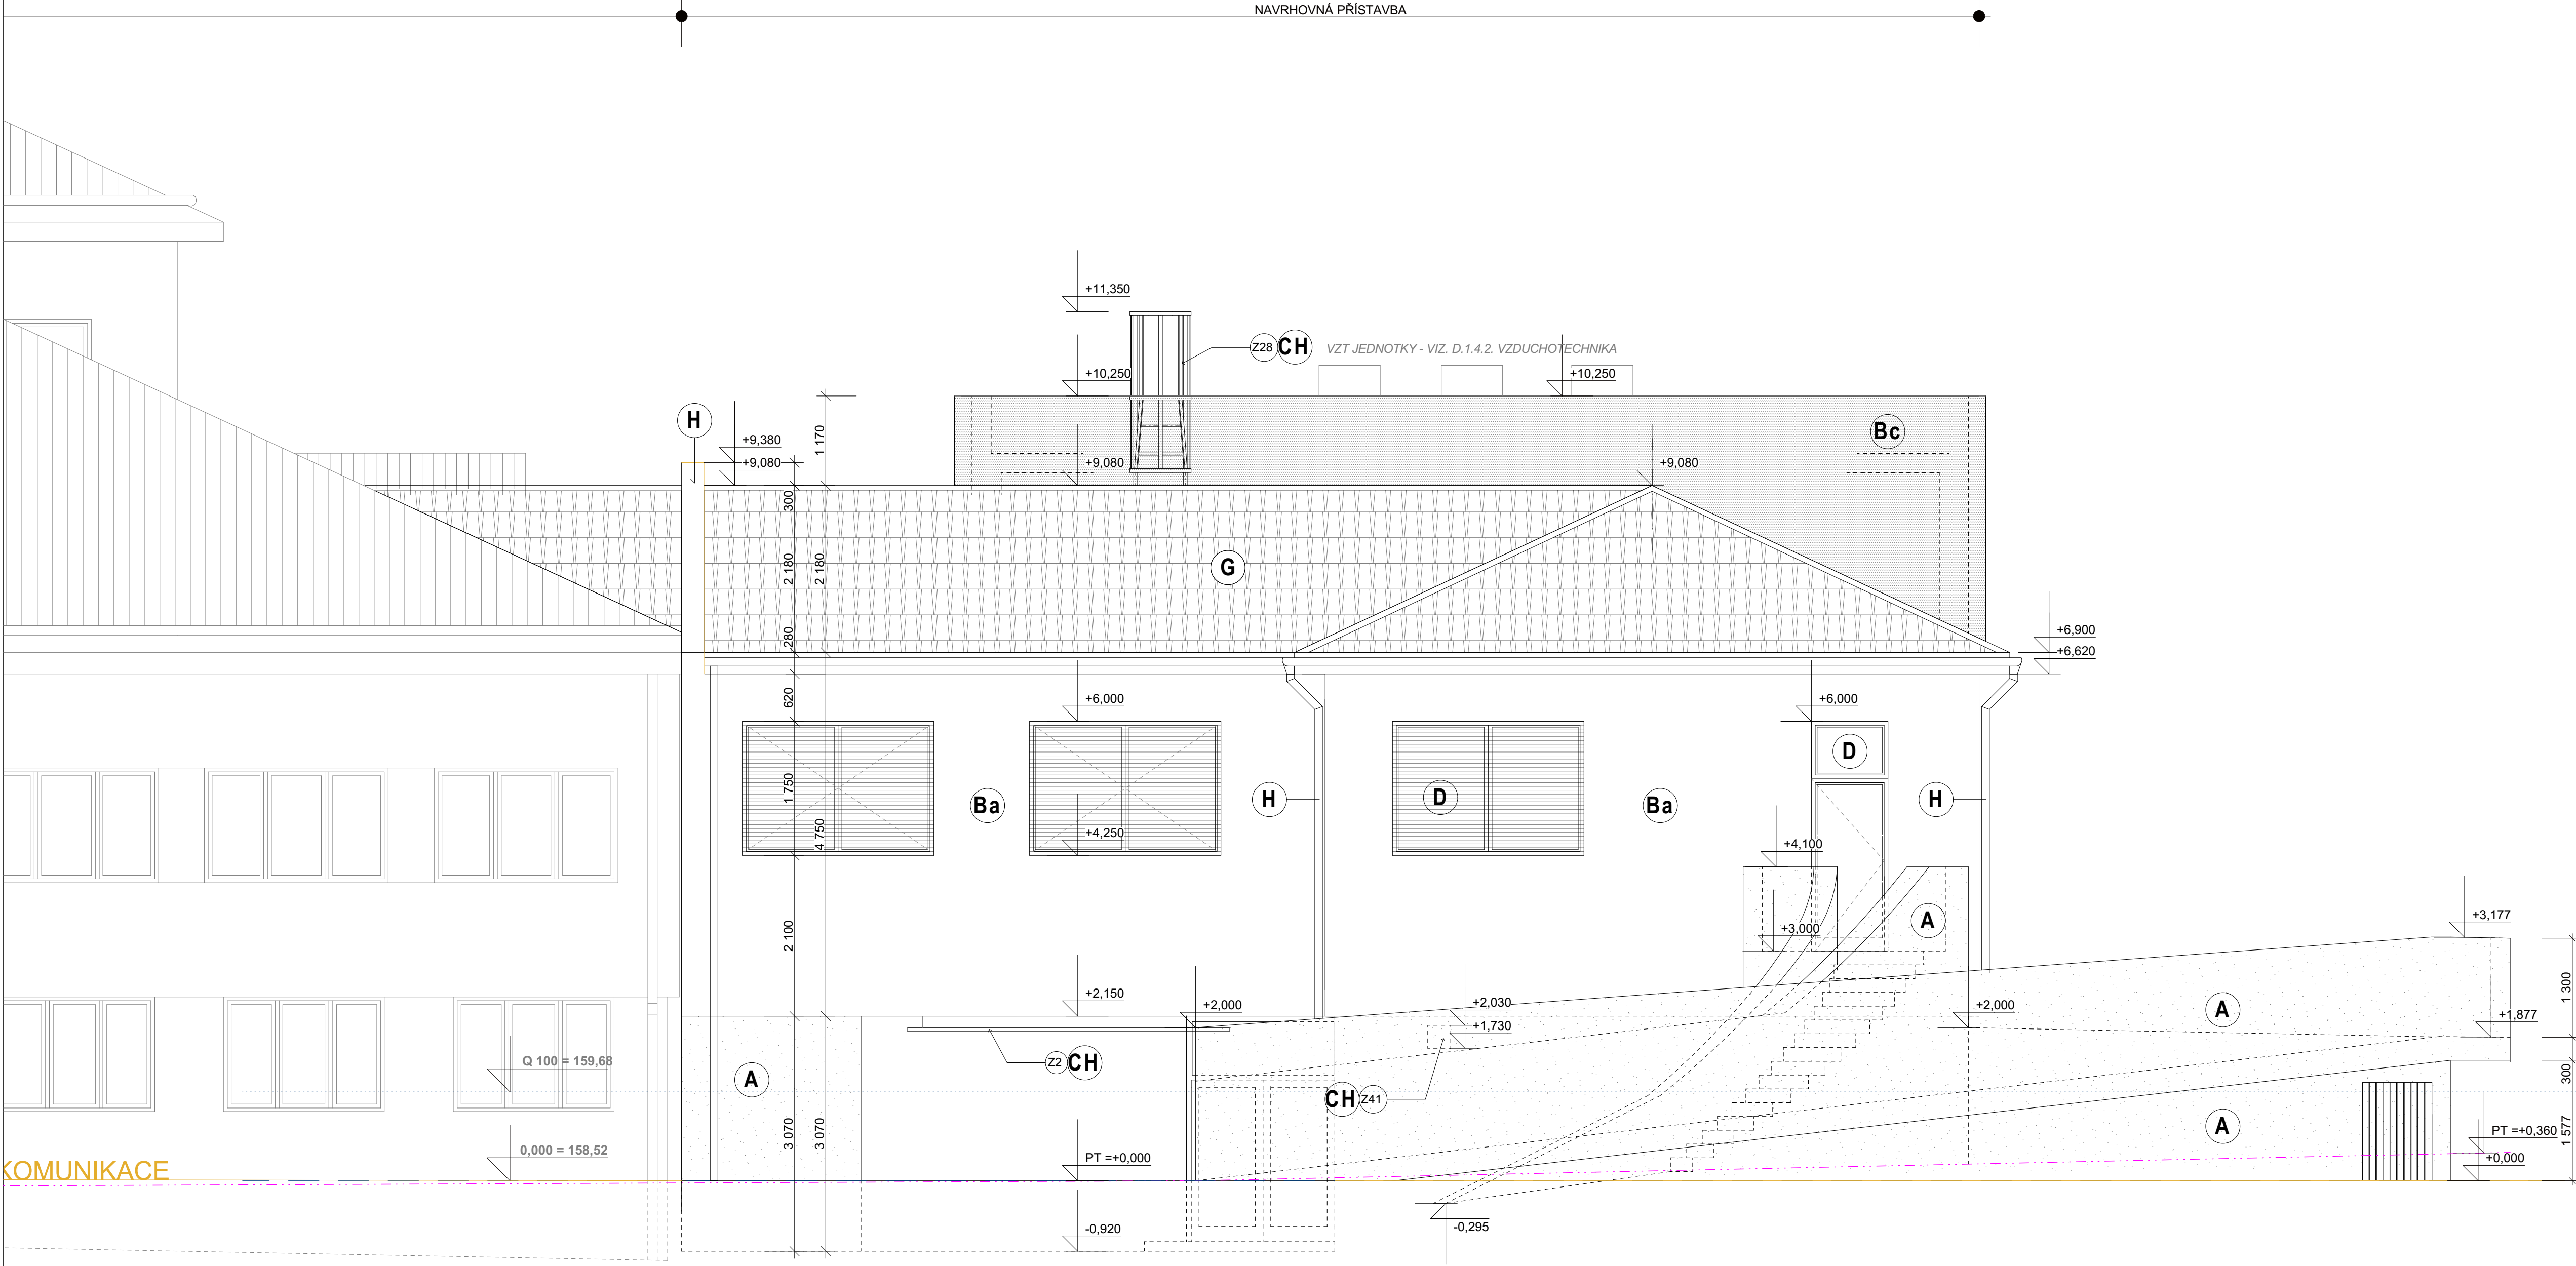 NAVRHOVNÁ PŘÍSTAVBA
+11,350
Z28 CH VZT JEDNOTKY - VIZ. D.1.4.2. VZDUCHOTECHNIKA
+10,250
+10,250
H
+9,380
+9,080
1 170
Bc
+9,080
+9,080
300
2 180
2 180
G
280
+6,900
+6,620
620
+6,000
+6,000
D
1 750
Ba
H
D
Ba
H
+4,250
4 750
+4,100
2 100
+3,000
A
+3,177
+2,150
+2,000
+2,030
+1,730
+2,000
A
1 300
+1,877
Q 100 = 159,68
A
Z2 CH
CH Z41
300
3 070
3 070
A
PT =+0,360
1 577
0,000 = 158,52
PT =+0,000
+0,000
KOMUNIKACE
-0,920
-0,295